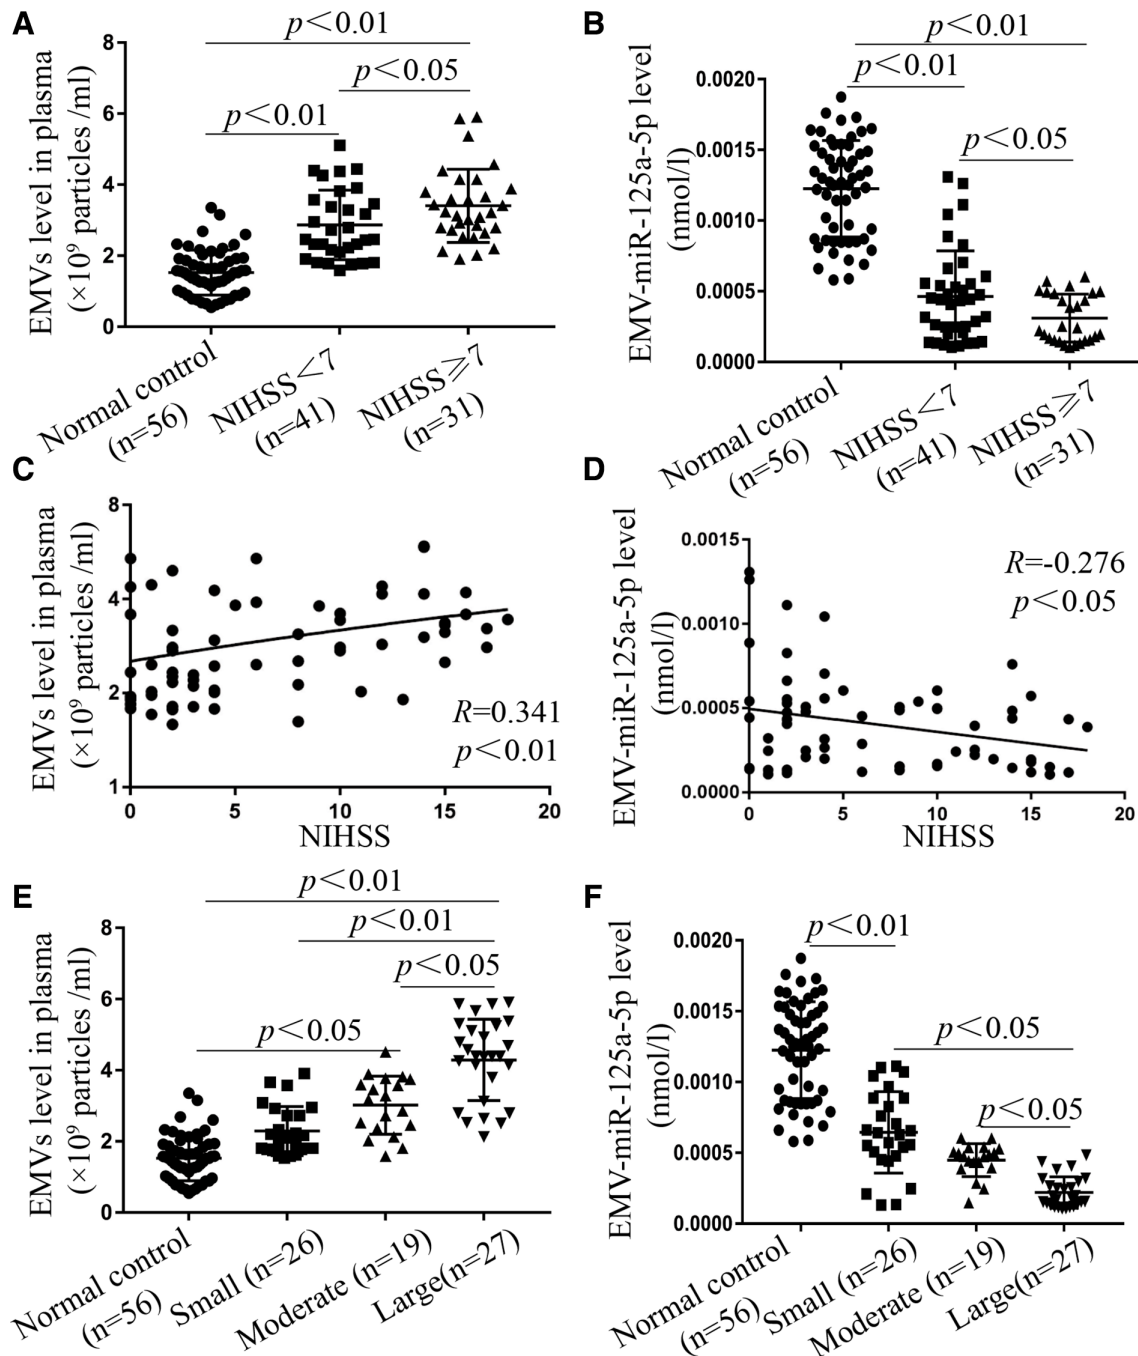 A
EMVs level in plasma
(×10⁹ particles /ml)
8
6
4
2
0
p<0.01
p<0.05
p<0.01
Normal control
(n=56)
NIHSS<7
(n=41)
NIHSS⩾7
(n=31)
B
EMV-miR-125a-5p level
(nmol/l)
0.0020
0.0015
0.0010
0.0005
0.0000
p<0.01
p<0.01
p<0.05
Normal control
(n=56)
NIHSS<7
(n=41)
NIHSS⩾7
(n=31)
C
EMVs level in plasma
(×10⁹ particles /ml)
8
4
2
1
R=0.341
p<0.01
0 5 10 15 20
NIHSS
D
EMV-miR-125a-5p level
(nmol/l)
0.0015
0.0010
0.0005
0.0000
R=-0.276
p<0.05
0 5 10 15 20
NIHSS
E
EMVs level in plasma
(×10⁹ particles /ml)
8
6
4
2
0
p<0.01
p<0.01
p<0.05
p<0.05
Normal control
(n=56)
Small (n=26)
Moderate (n=19)
Large(n=27)
F
EMV-miR-125a-5p level
(nmol/l)
0.0020
0.0015
0.0010
0.0005
0.0000
p<0.01
p<0.05
p<0.05
Normal control
(n=56)
Small (n=26)
Moderate (n=19)
Large(n=27)